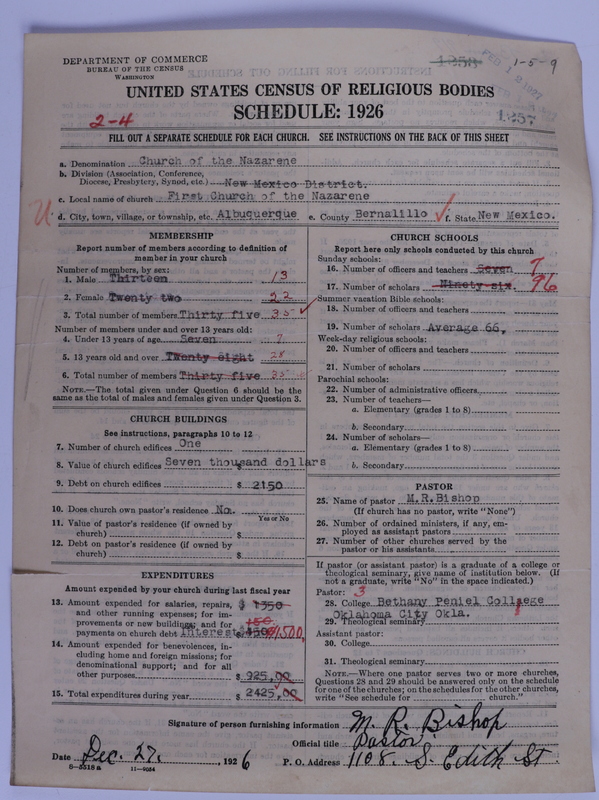 DEPARTMENT OF COMMERCE
BUREAU OF THE CENSUS
WASHINGTON
1258
1-5-9
1257
UNITED STATES CENSUS OF RELIGIOUS BODIES
SCHEDULE: 1926
2-4
FILL OUT A SEPARATE SCHEDULE FOR EACH CHURCH. SEE INSTRUCTIONS ON THE BACK OF THIS SHEET
a. Denomination Church of the Nazarene
b. Division (Association, Conference,
Diocese, Presbytery, Synod, etc.) New Mexico District.
c. Local name of church First Church of the Nazarene
U d. City, town, village, or township, etc. Albuquerque e. County Bernalillo f. State New Mexico.
MEMBERSHIP
Report number of members according to definition of
member in your church
Number of members, by sex:
1. Male Thirteen 13
2. Female Twenty two 22
3. Total number of members Thirty five 35
Number of members under and over 13 years old:
4. Under 13 years of age Seven 7
5. 13 years old and over Twenty eight 28
6. Total number of members Thirty five 35
NOTE.—The total given under Question 6 should be
same as the total of males and females given under Question 3.
CHURCH BUILDINGS
See instructions, paragraphs 10 to 12
7. Number of church edifices One
8. Value of church edifices Seven thousand dollars
$
9. Debt on church edifices $ 2150
10. Does church own pastor's residence No.
Yes or No
11. Value of pastor's residence (if owned by
church) $
12. Debt on pastor's residence (if owned by
church) $
EXPENDITURES
Amount expended by your church during last fiscal year
13. Amount expended for salaries, repairs,
and other running expenses; for im-
provements or new buildings; and for
payments on church debt Interest
$ 1350
150
$1,500,
14. Amount expended for benevolences, in-
cluding home and foreign missions; for
denominational support; and for all
other purposes $ 925,00
15. Total expenditures during year $ 2425,00
CHURCH SCHOOLS
Report here only schools conducted by this church
Sunday schools:
16. Number of officers and teachers Seven 7
17. Number of scholars Ninety six. 96
Summer vacation Bible schools:
18. Number of officers and teachers
19. Number of scholars Average 66,
Week-day religious schools:
20. Number of officers and teachers
21. Number of scholars
Parochial schools:
22. Number of administrative officers
23. Number of teachers—
a. Elementary (grades 1 to 8)
b. Secondary
24. Number of scholars—
a. Elementary (grades 1 to 8)
b. Secondary
PASTOR
25. Name of pastor M.R.Bishop
(If church has no pastor, write "None")
26. Number of ordained ministers, if any, em-
ployed as assistant pastors
27. Number of other churches served by the
pastor or his assistants
If pastor (or assistant pastor) is a graduate of a college or
theological seminary, give name of institution below. (If
not a graduate, write "No" in the space indicated.)
Pastor: 3
28. College Bethany Peniel College
Oklahoma City Okla.
29. Theological seminary
Assistant pastor:
30. College
31. Theological seminary
NOTE.—Where one pastor serves two or more churches,
Questions 28 and 29 should be answered only on the schedule
for one of the churches; on the schedules for the other churches,
write "See schedule for church."
Signature of person furnishing information M. R. Bishop
Official title Pastor
Date Dec. 27, 1926 P. O. Address 1108. S. Edith St.
8-5518 a 11-9054